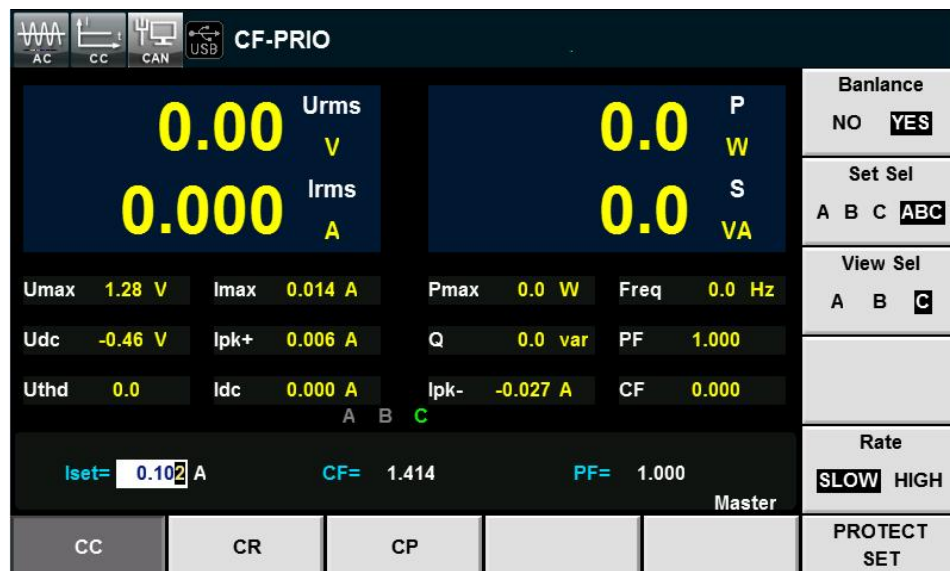 AC CC CAN USB CF-PRIO
0.00 Urms V
0.000 Irms A
0.0 P W
0.0 S VA
Umax 1.28 V Imax 0.014 A Pmax 0.0 W Freq 0.0 Hz
Udc -0.46 V Ipk+ 0.006 A Q 0.0 var PF 1.000
Uthd 0.0 Idc 0.000 A Ipk- -0.027 A CF 0.000
A B C
Iset= 0.102 A CF= 1.414 PF= 1.000
Master
CC CR CP
Banlance
NO YES
Set Sel
A B C ABC
View Sel
A B C
Rate
SLOW HIGH
PROTECT
SET